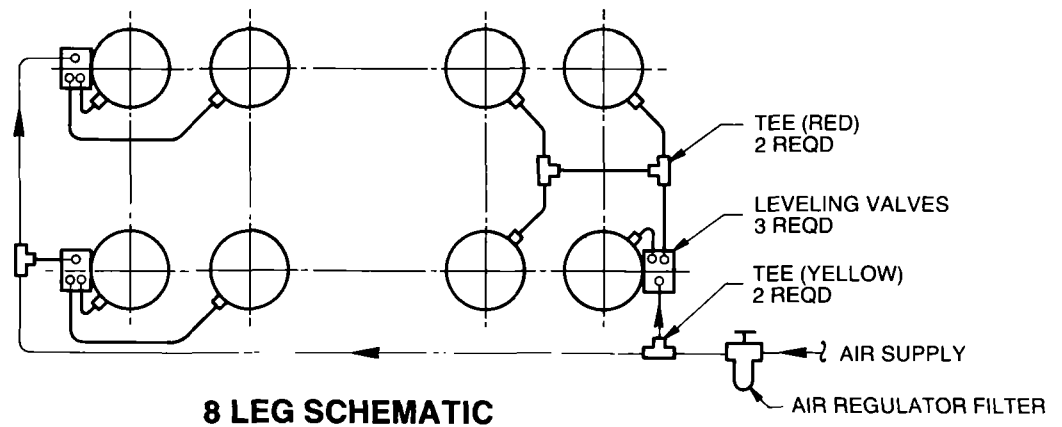 TEE (RED)
2 REQD
LEVELING VALVES
3 REQD
TEE (YELLOW)
2 REQD
AIR SUPPLY
AIR REGULATOR FILTER
8 LEG SCHEMATIC